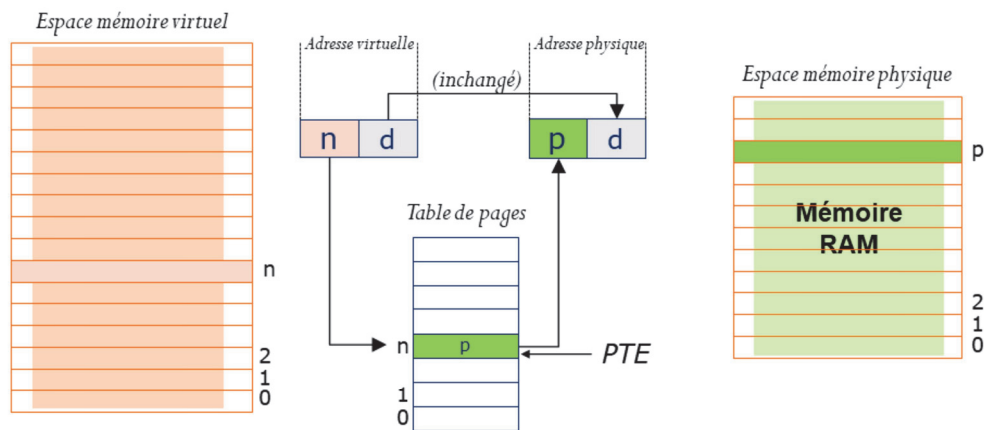 Espace mémoire virtuel
n
2
1
0
Adresse virtuelle
Adresse physique
(inchangé)
n d
p d
Table de pages
n
p
PTE
1
0
Espace mémoire physique
p
Mémoire
RAM
2
1
0